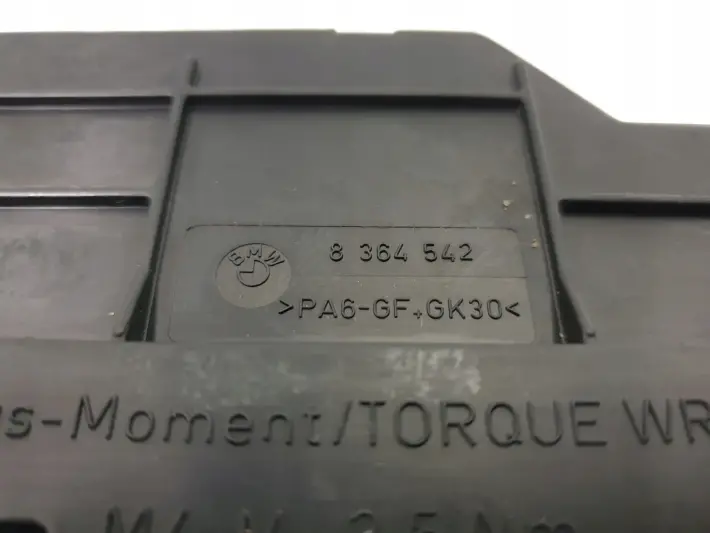 BMW
8 364 542
>PA6-GF+GK30<
s-Moment/TORQUE WR